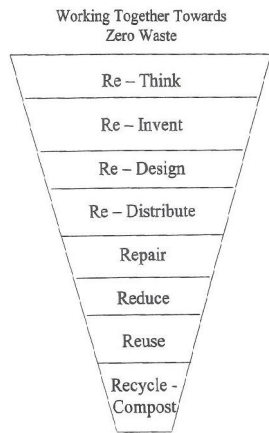 Working Together Towards
Zero Waste
Re – Think
Re – Invent
Re – Design
Re – Distribute
Repair
Reduce
Reuse
Recycle -
Compost